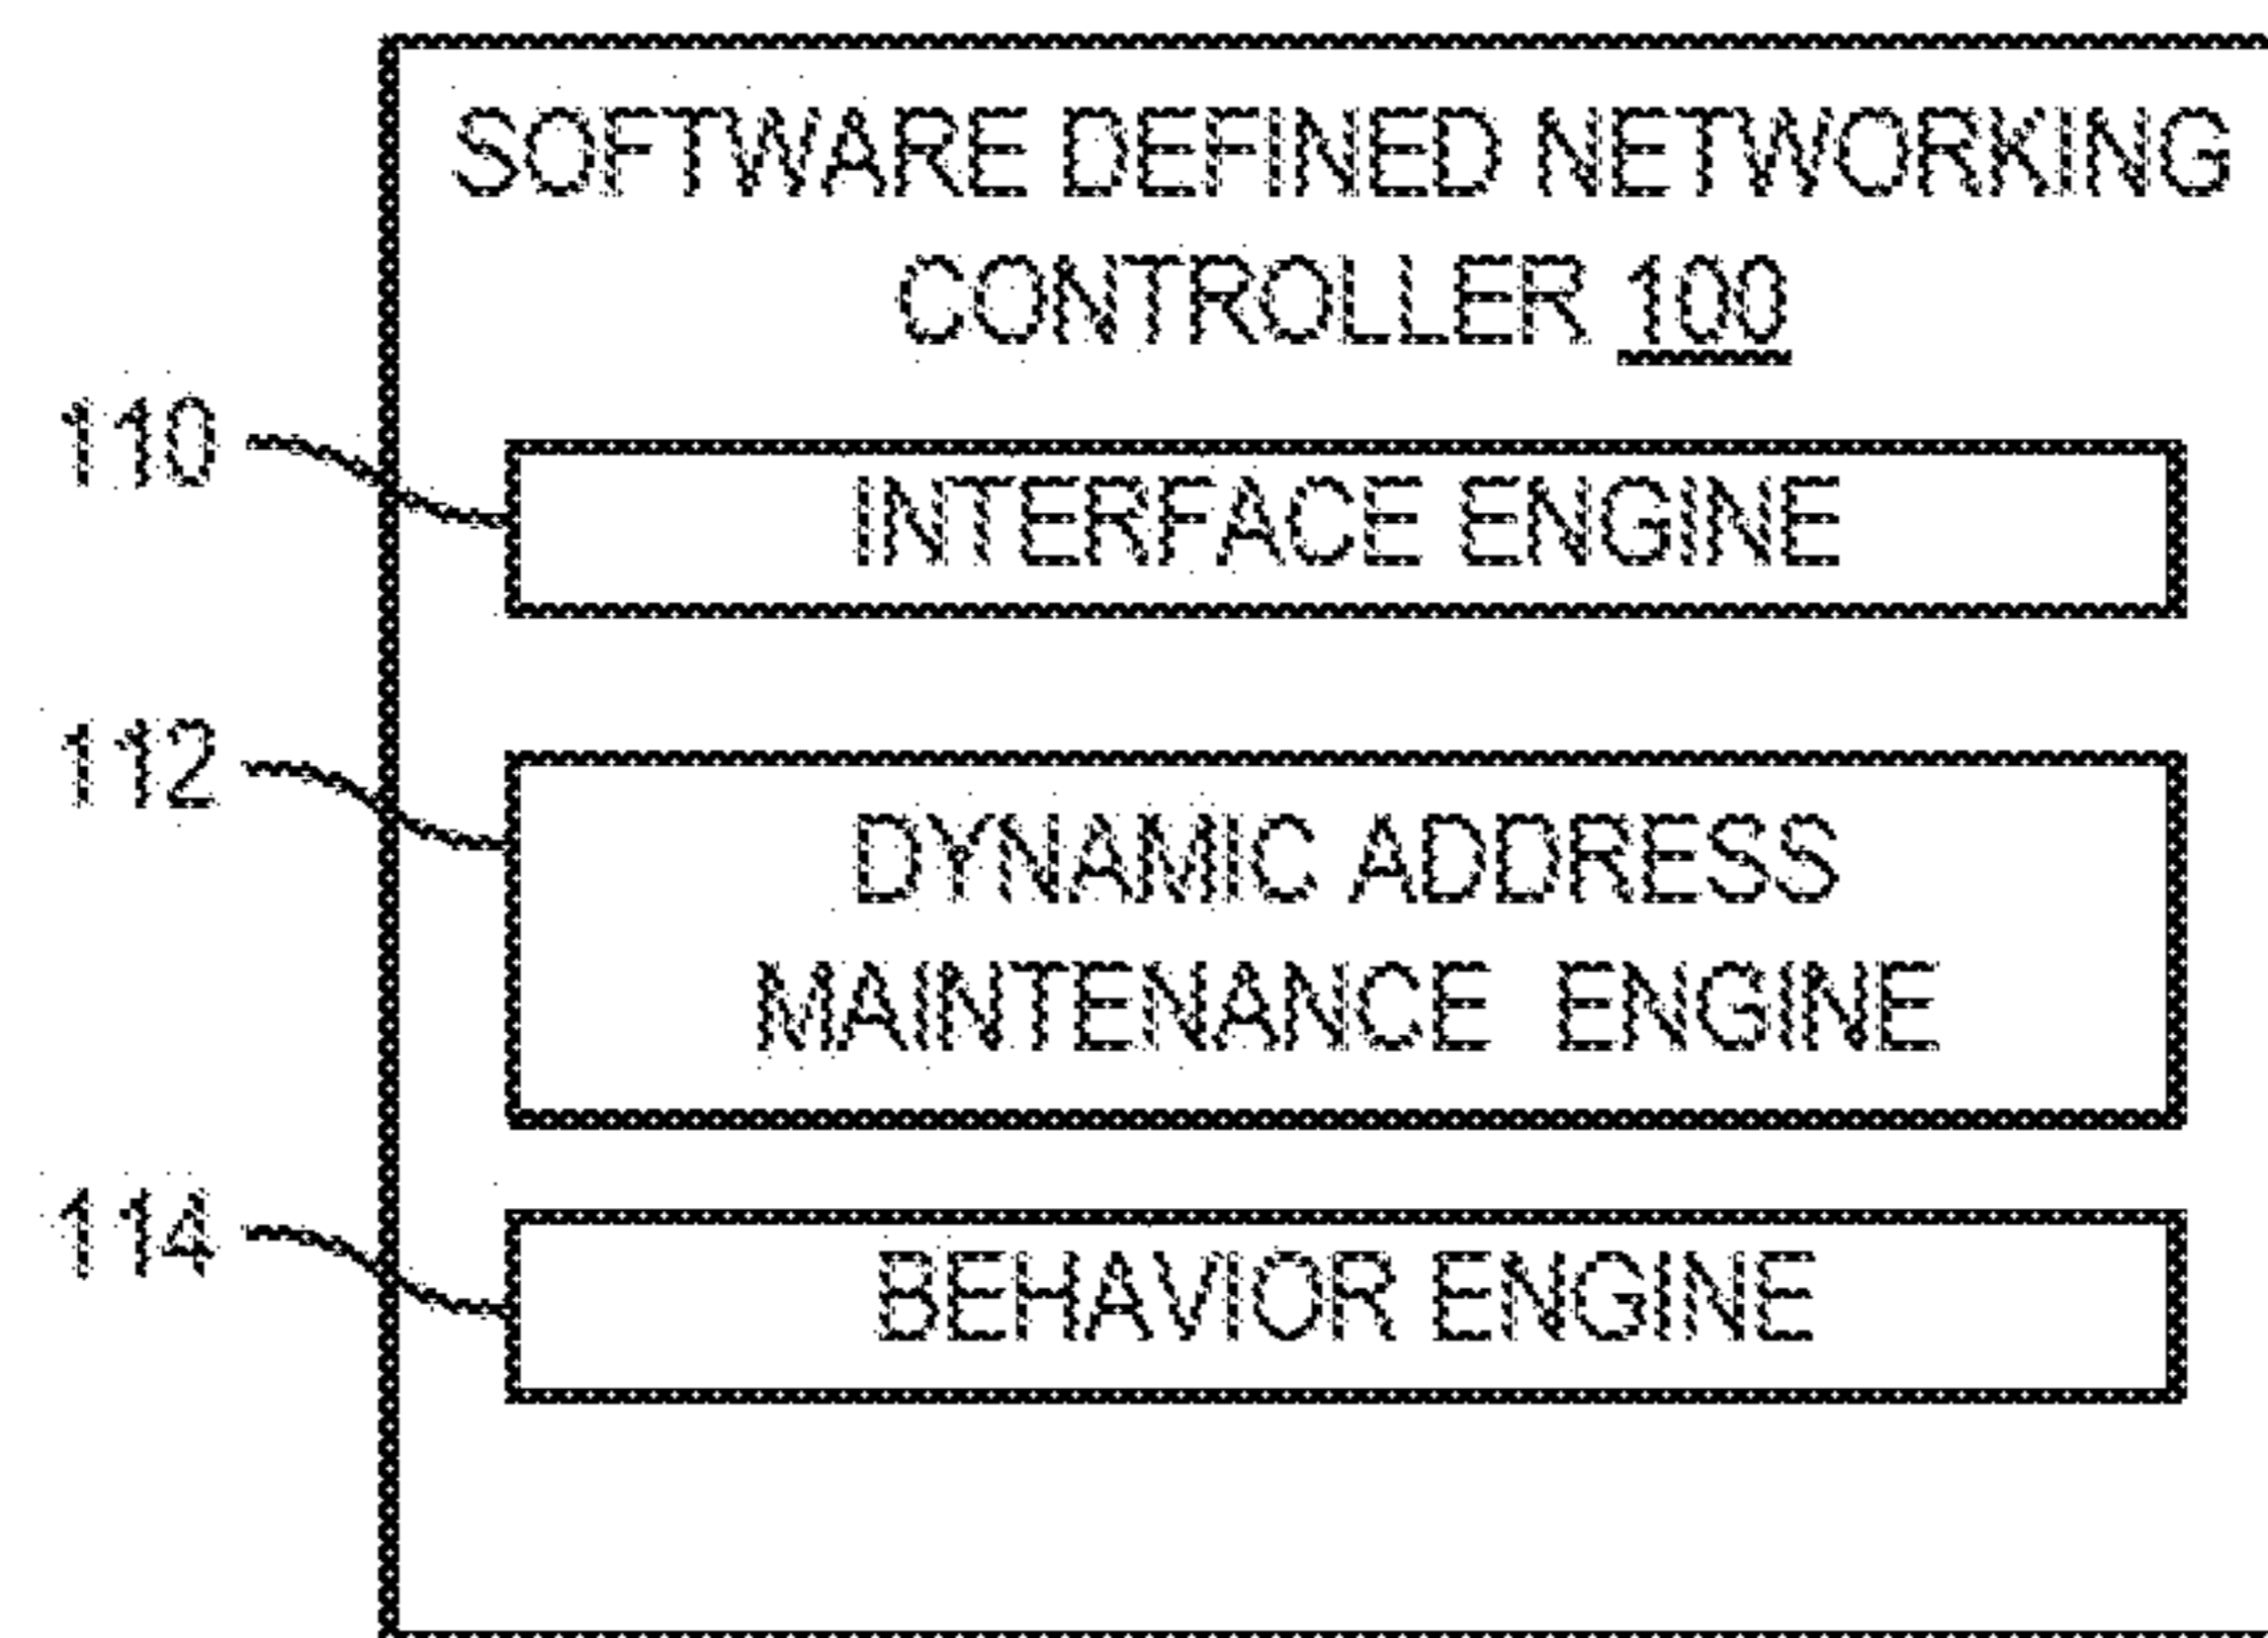 SOFTWARE DEFINED NETWORKING
CONTROLLER 100
110
INTERFACE ENGINE
112
DYNAMIC ADDRESS
MAINTENANCE ENGINE
114
BEHAVIOR ENGINE